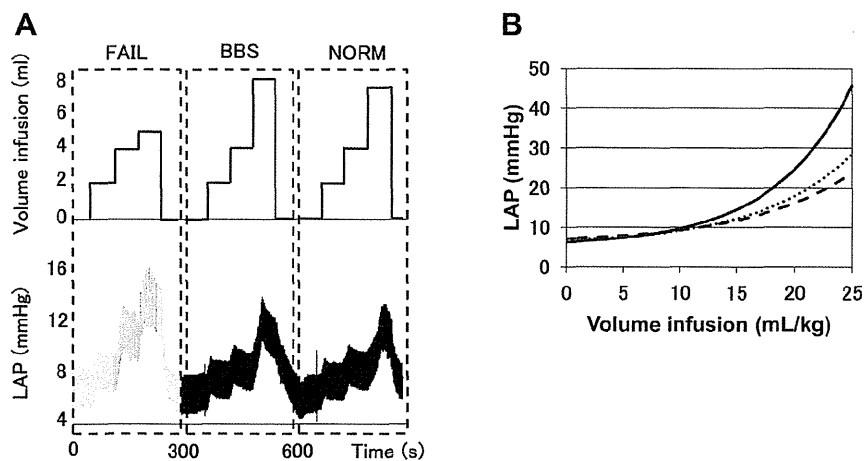 A
FAIL BBS NORM
Volume infusion (ml)
8
6
4
2
0
LAP (mmHg)
16
12
8
4
0 300 600 Time (s)
B
LAP (mmHg)
50
40
30
20
10
0
0 5 10 15 20 25
Volume infusion (mL/kg)